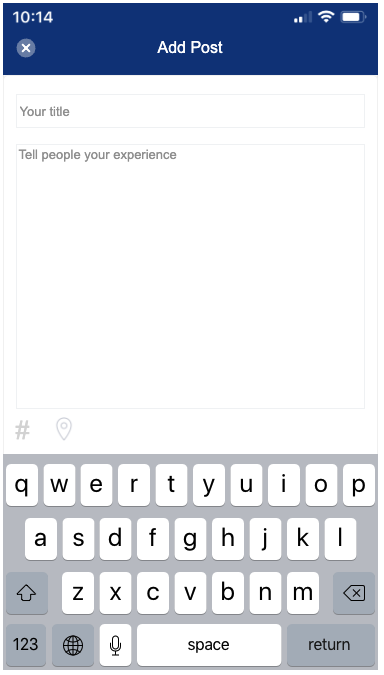 10:14
Add Post
Your title
Tell people your experience
#
q w e r t y u i o p
a s d f g h j k l
z x c v b n m
123 space return